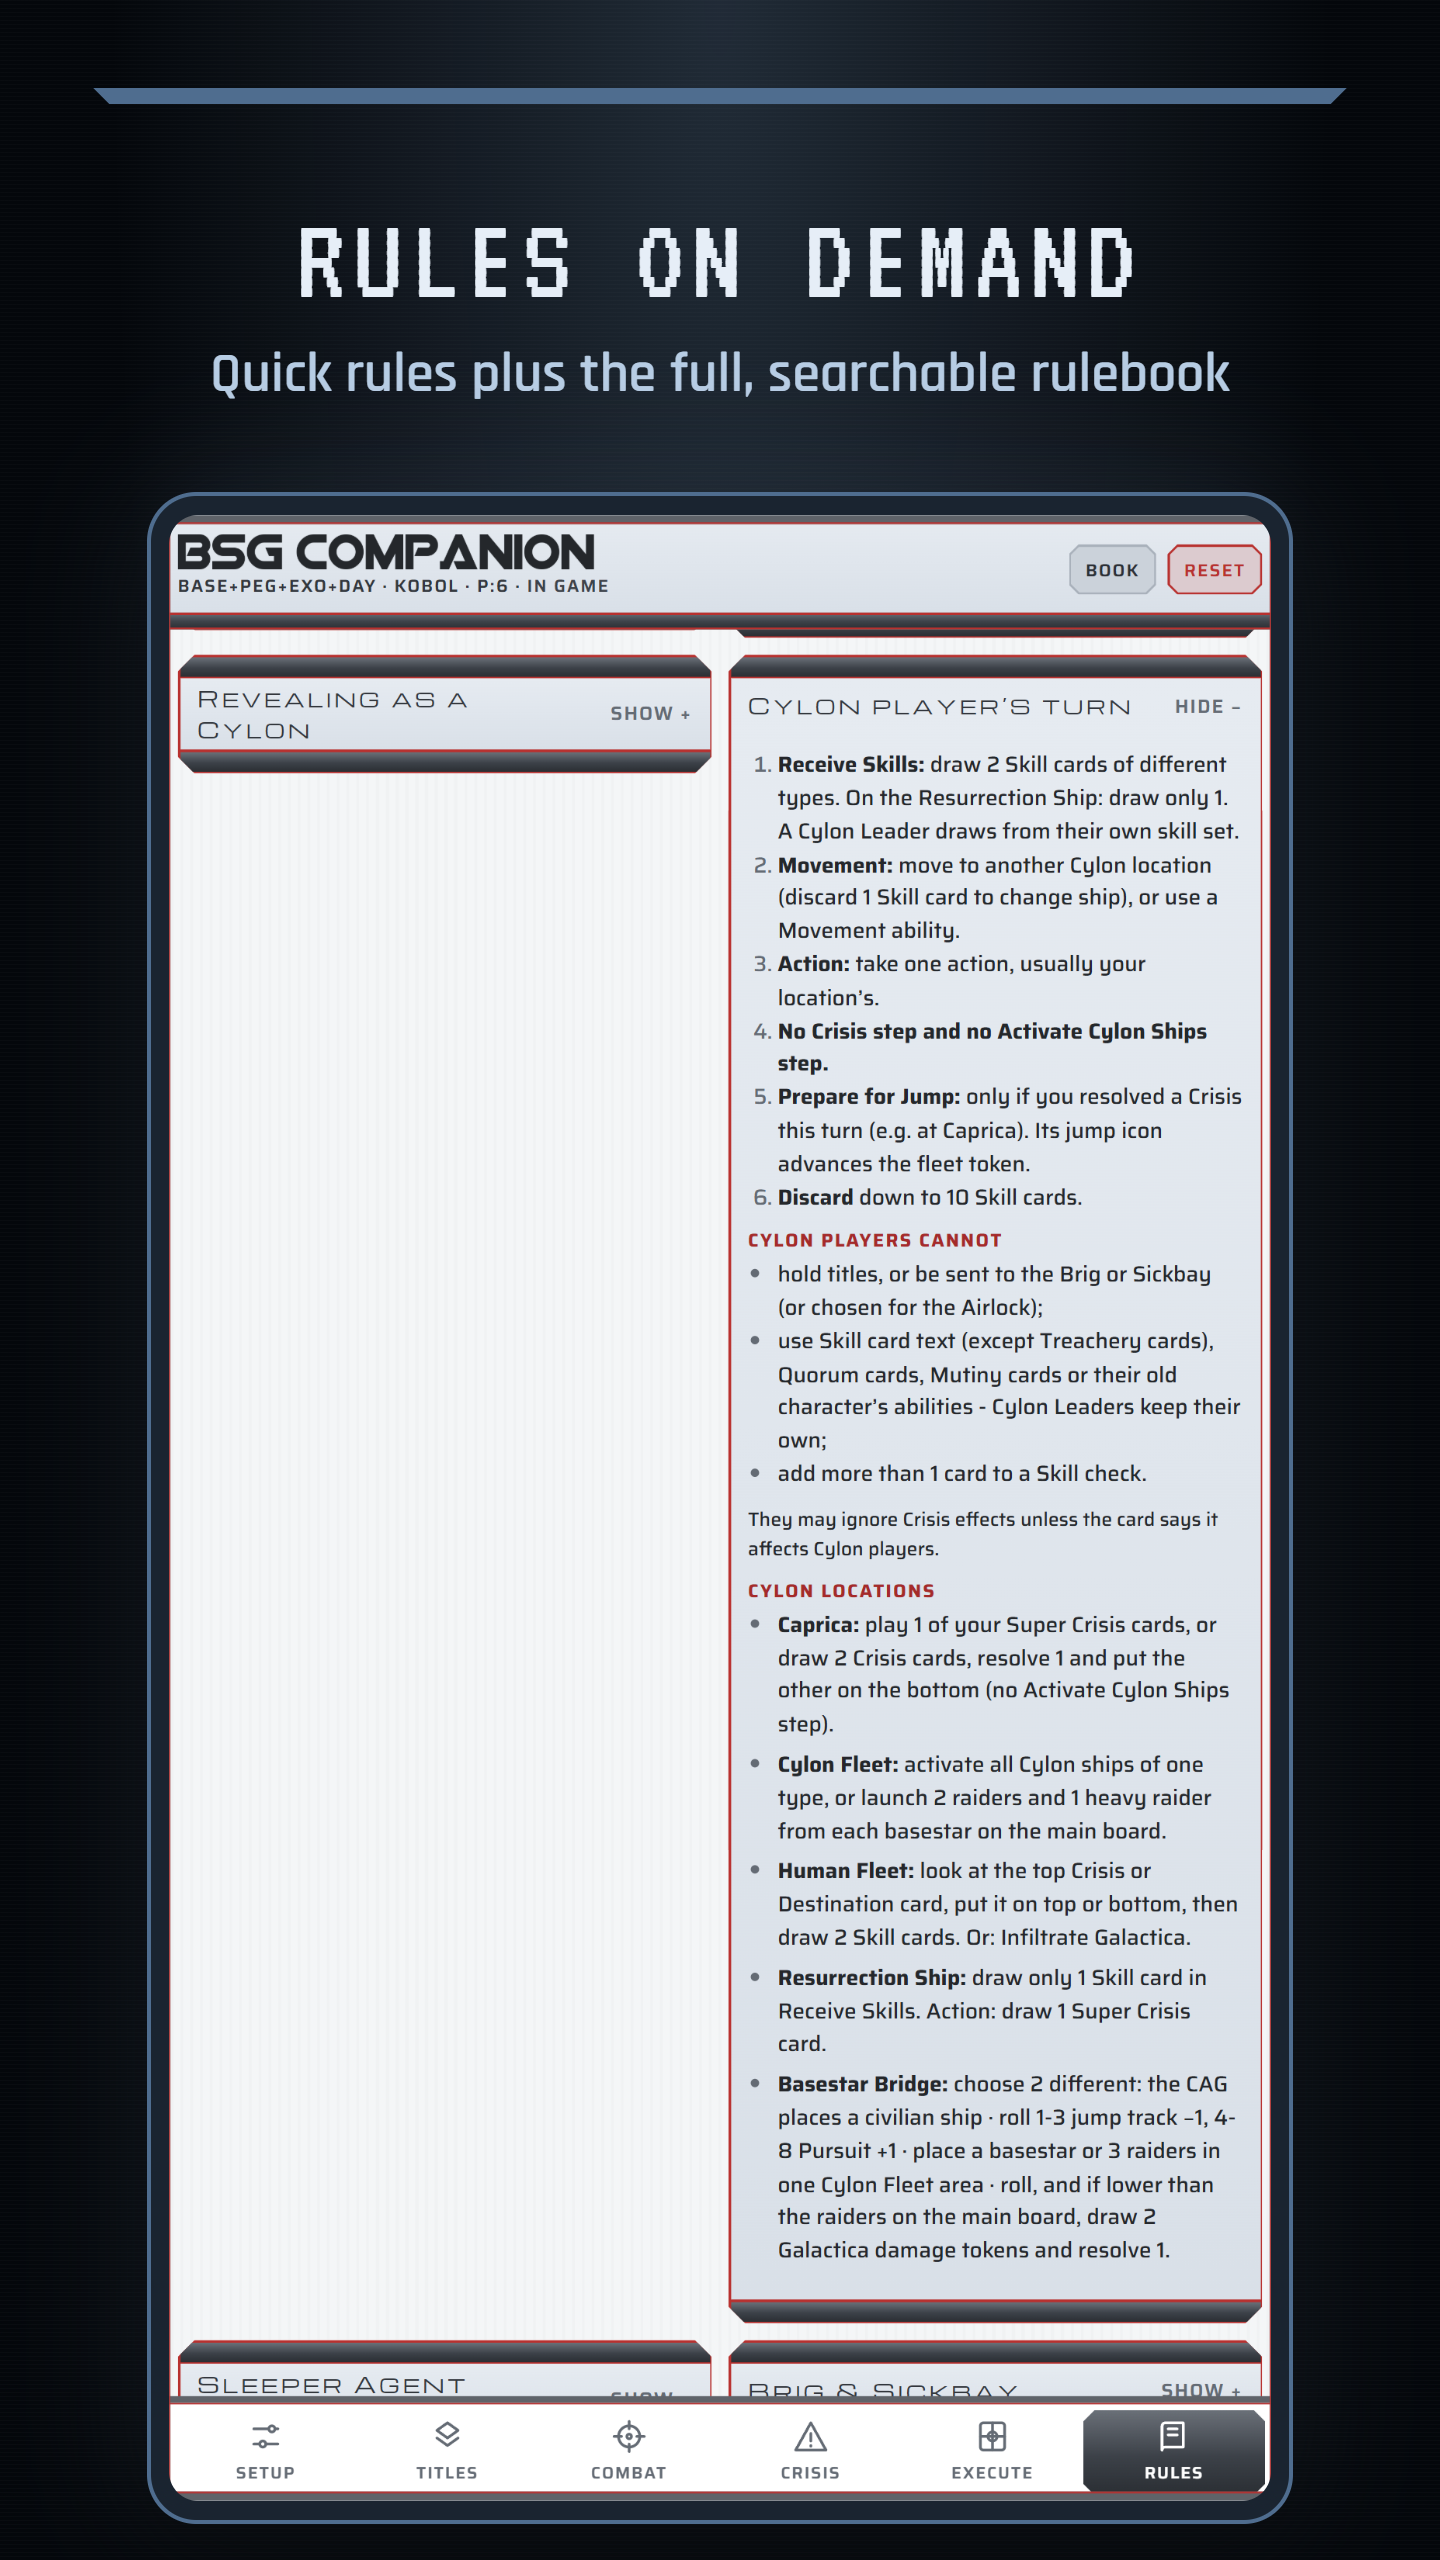 RULES ON DEMAND
Quick rules plus the full, searchable rulebook
BSG COMPANION
BASE+PEG+EXO+DAY · KOBOL · P:6 · IN GAME
BOOK
RESET
REVEALING AS A
CYLON
SHOW +
CYLON PLAYER'S TURN
HIDE –
1. Receive Skills: draw 2 Skill cards of different
types. On the Resurrection Ship: draw only 1.
A Cylon Leader draws from their own skill set.
2. Movement: move to another Cylon location
(discard 1 Skill card to change ship), or use a
Movement ability.
3. Action: take one action, usually your
location's.
4. No Crisis step and no Activate Cylon Ships
step.
5. Prepare for Jump: only if you resolved a Crisis
this turn (e.g. at Caprica). Its jump icon
advances the fleet token.
6. Discard down to 10 Skill cards.
CYLON PLAYERS CANNOT
• hold titles, or be sent to the Brig or Sickbay
(or chosen for the Airlock);
• use Skill card text (except Treachery cards),
Quorum cards, Mutiny cards or their old
character's abilities - Cylon Leaders keep their
own;
• add more than 1 card to a Skill check.
They may ignore Crisis effects unless the card says it
affects Cylon players.
CYLON LOCATIONS
• Caprica: play 1 of your Super Crisis cards, or
draw 2 Crisis cards, resolve 1 and put the
other on the bottom (no Activate Cylon Ships
step).
• Cylon Fleet: activate all Cylon ships of one
type, or launch 2 raiders and 1 heavy raider
from each basestar on the main board.
• Human Fleet: look at the top Crisis or
Destination card, put it on top or bottom, then
draw 2 Skill cards. Or: Infiltrate Galactica.
• Resurrection Ship: draw only 1 Skill card in
Receive Skills. Action: draw 1 Super Crisis
card.
• Basestar Bridge: choose 2 different: the CAG
places a civilian ship · roll 1-3 jump track –1, 4-
8 Pursuit +1 · place a basestar or 3 raiders in
one Cylon Fleet area · roll, and if lower than
the raiders on the main board, draw 2
Galactica damage tokens and resolve 1.
SLEEPER AGENT
SHOW
BRIG & SICKBAY
SHOW +
SETUP
TITLES
COMBAT
CRISIS
EXECUTE
RULES